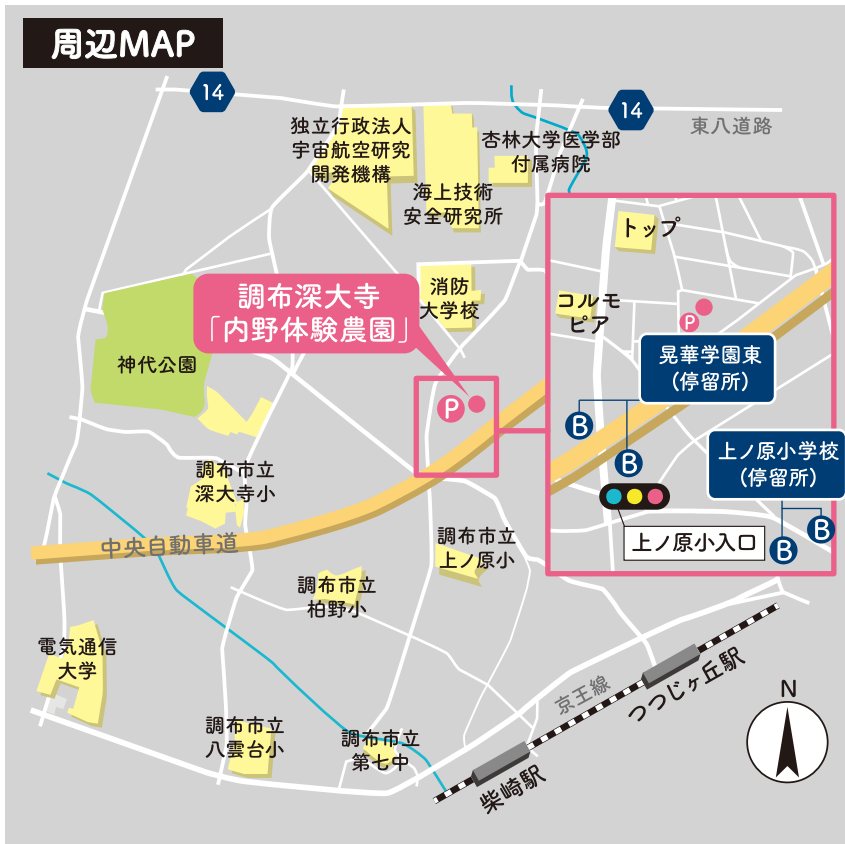 周辺MAP
14
14
東八道路
独立行政法人
宇宙航空研究
開発機構
海上技術
安全研究所
杏林大学医学部
付属病院
トップ
コルモ
ピア
P
晃華学園東
(停留所)
B
B
上ノ原小学校
(停留所)
B
B
上ノ原小入口
消防
大学校
調布深大寺
「内野体験農園」
P
神代公園
調布市立
深大寺小
中央自動車道
調布市立
上ノ原小
調布市立
柏野小
電気通信
大学
調布市立
八雲台小
調布市立
第七中
京王線
つつじヶ丘駅
柴崎駅
N